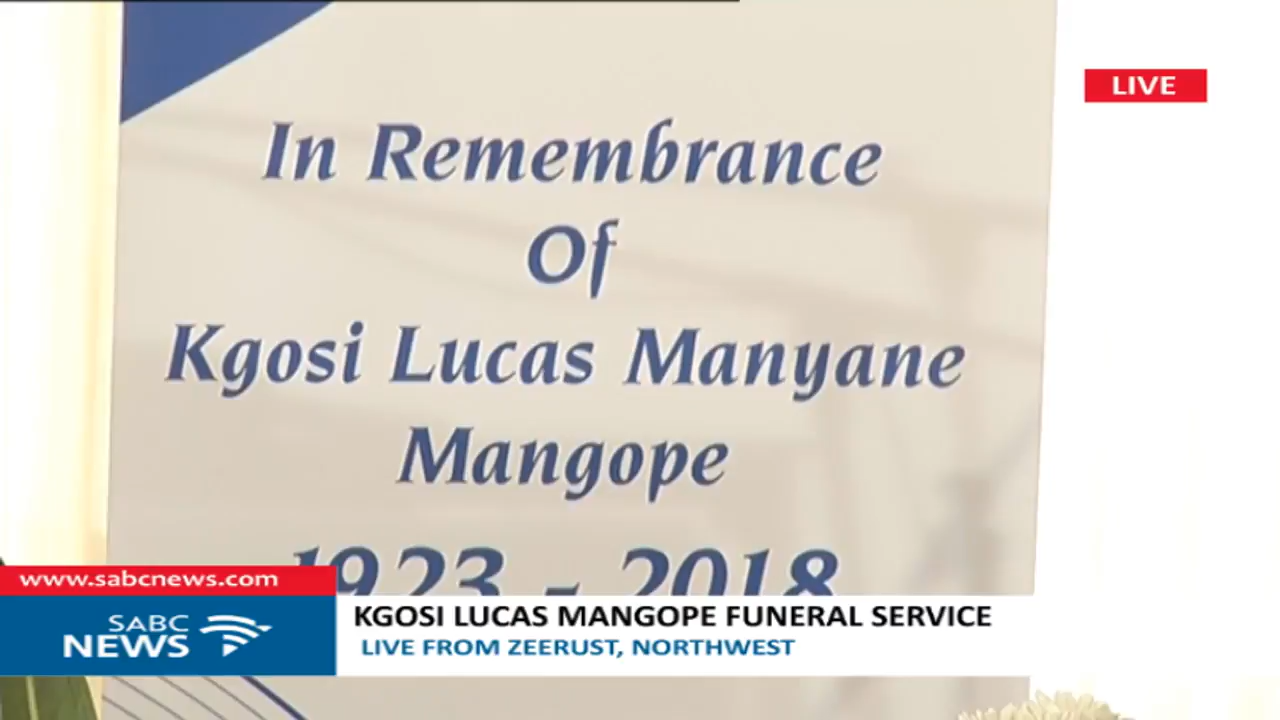 In Remembrance
Of
Kgosi Lucas Manyane
Mangope
1923 - 2018
LIVE
www.sabcnews.com
SABC
NEWS
KGOSI LUCAS MANGOPE FUNERAL SERVICE
LIVE FROM ZEERUST, NORTHWEST